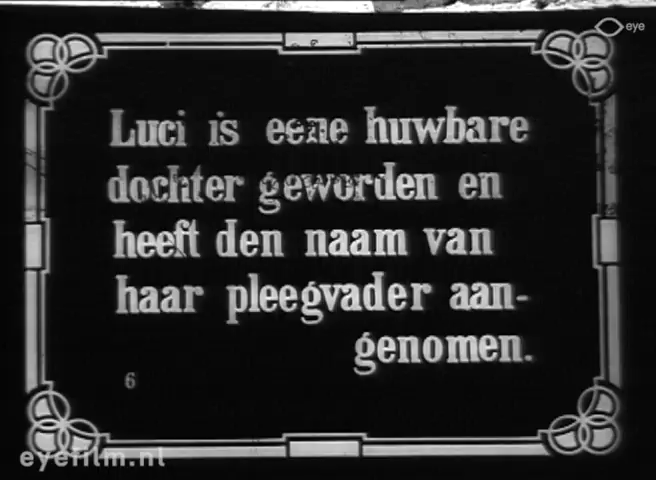 eye
Luci is eene huwbare
dochter geworden en
heeft den naam van
haar pleegvader aan-
genomen.
6
eyefilm.nl